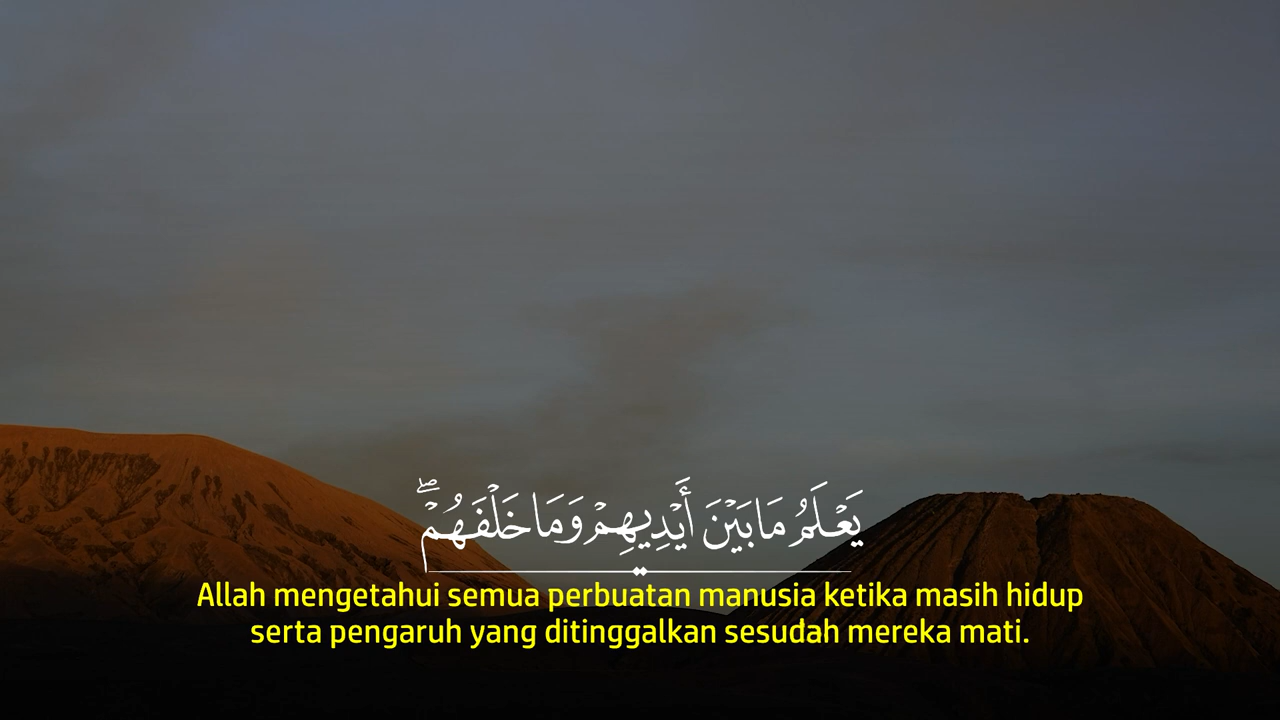 يَعْلَمُ مَا بَيْنَ أَيْدِيهِمْ وَمَا خَلْفَهُمْ ۖ
Allah mengetahui semua perbuatan manusia ketika masih hidup
serta pengaruh yang ditinggalkan sesudah mereka mati.